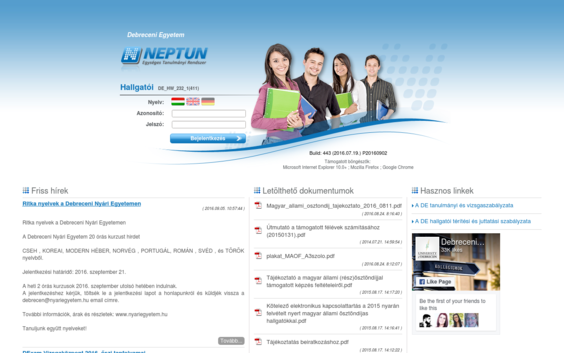 Debreceni Egyetem
NEPTUN
Egységes Tanulmányi Rendszer
Hallgatói DE_HW_232_1(411)
Nyelv:
Azonosító:
Jelszó:
Bejelentkezés
Build: 443 (2016.07.19.) P20160902
Támogatott böngészők:
Microsoft Internet Explorer 10.0+ ; Mozilla Firefox ; Google Chrome
Friss hírek
Ritka nyelvek a Debreceni Nyári Egyetemen
( 2016.09.05. 10:57:44 )
Ritka nyelvek a Debreceni Nyári Egyetemen
A Debreceni Nyári Egyetem 20 órás kurzust hirdet!
CSEH , KOREAI, MODERN HÉBER, NORVÉG , PORTUGÁL, ROMÁN , SVÉD , és TÖRÖK
nyelvből.
Jelentkezési határidő: 2016. szeptember 21.
A heti 2 órás kurzusok 2016. szeptember utolsó hetében indulnak.
A jelentkezéshez kérjük, töltsék le a jelentkezési lapot a honlapunkról és küldjék vissza a
debrecen@nyariegyetem.hu email címre.
További információk, árak és részletek: www.nyariegyetem.hu
Tanuljunk együtt nyelveket!
Tovább...
Letölthető dokumentumok
Magyar_allami_osztondij_tajekoztato_2016_0811.pdf
( 2016.08.24. 8:16:40 )
Útmutató a támogatott félévek számításához
(20150131).pdf
( 2014.07.21. 14:59:04 )
plakat_MAOF_A3szolo.pdf
( 2016.08.24. 8:12:07 )
Tájékoztató a magyar állami (rész)ösztöndíjjal
támogatott képzés feltételeiről.pdf
( 2015.08.17. 14:17:20 )
Kötelező elektronikus kapcsolattartás a 2015 nyarán
felvételt nyert magyar állami ösztöndíjas
hallgatókkal.pdf
( 2015.08.17. 14:16:41 )
Tájékoztatás beiratkozáshoz.pdf
( 2015.08.17. 14:12:22 )
Hasznos linkek
A DE tanulmányi és vizsgaszabályzata
A DE hallgatói térítési és juttatási szabályzata
Debreceni...
33K likes
Like Page
Be the first of your friends to
like this